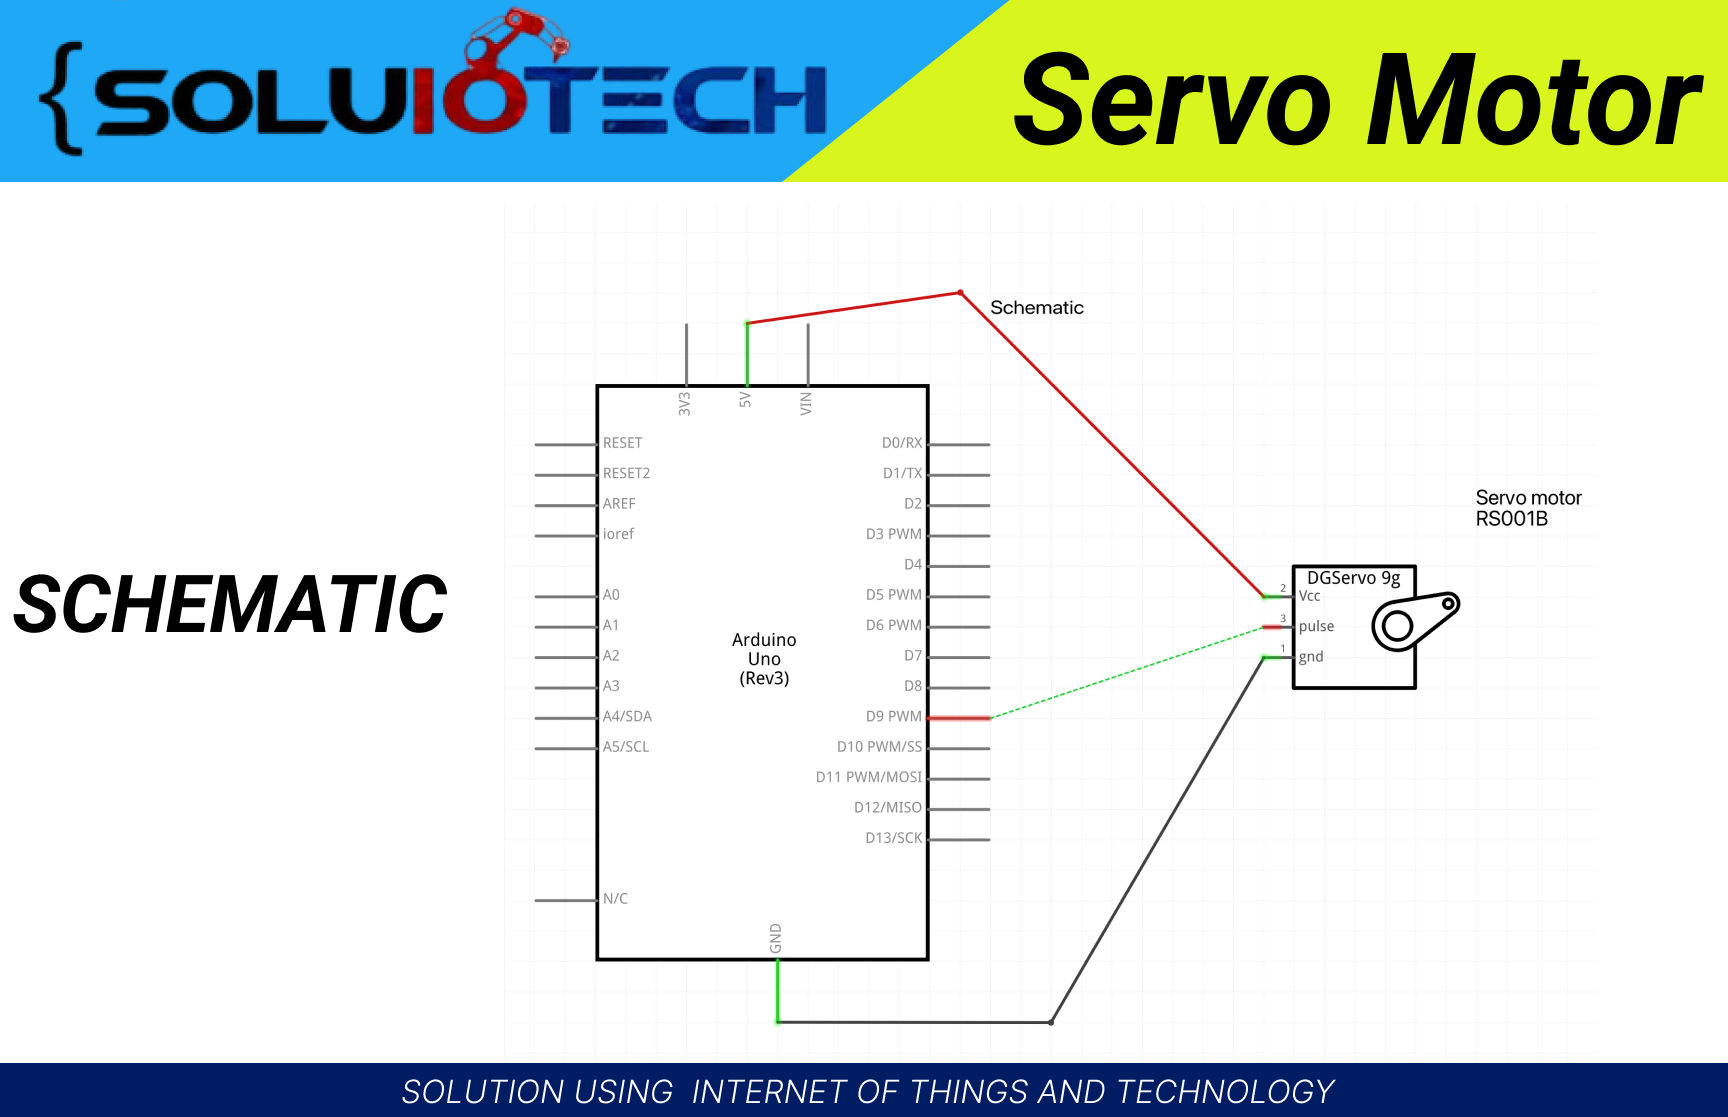 {SOLUIOTECH
Servo Motor
SCHEMATIC
Schematic
3V3
5V
VIN
RESET
RESET2
AREF
ioref
A0
A1
A2
A3
A4/SDA
A5/SCL
N/C
Arduino
Uno
(Rev3)
D0/RX
D1/TX
D2
D3 PWM
D4
D5 PWM
D6 PWM
D7
D8
D9 PWM
D10 PWM/SS
D11 PWM/MOSI
D12/MISO
D13/SCK
GND
Servo motor
RS001B
DGServo 9g
2
Vcc
3
pulse
1
gnd
SOLUTION USING INTERNET OF THINGS AND TECHNOLOGY